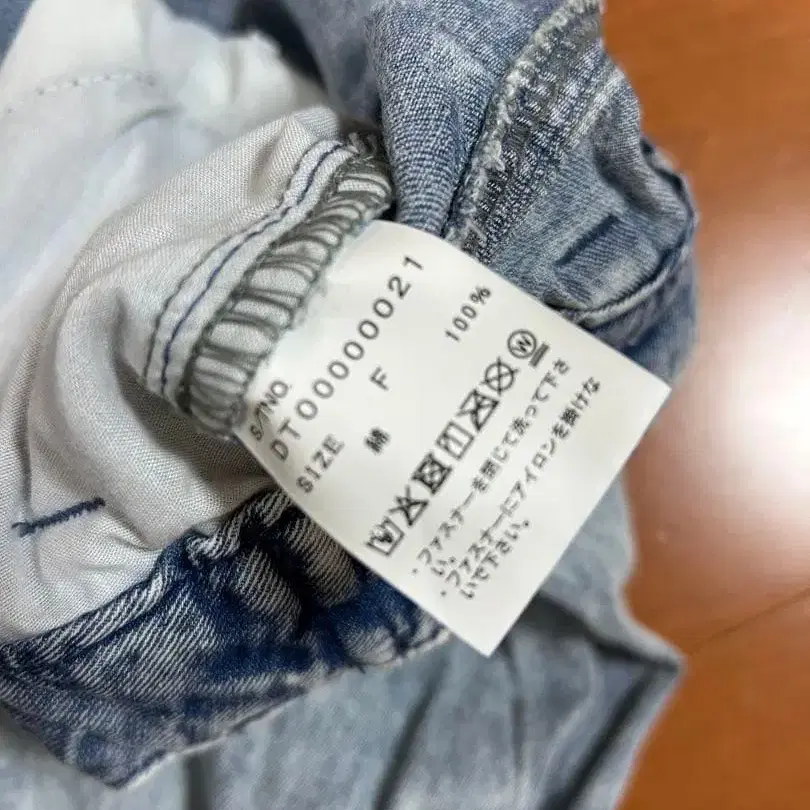 S/TNO.
DT00000021
SIZE F
綿 100%
・ファスナーを閉じて洗って下さ
い。
・ファスナーにアイロンを掛けな
いで下さい。